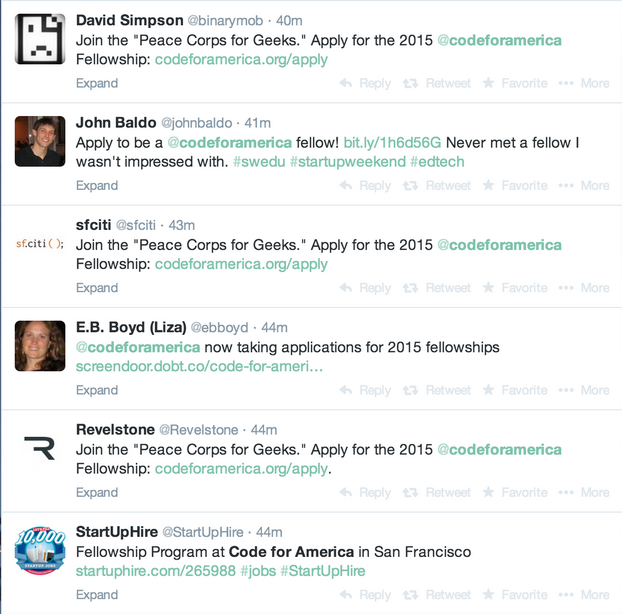 David Simpson @binarymob · 40m
Join the "Peace Corps for Geeks." Apply for the 2015 @codeforamerica
Fellowship: codeforamerica.org/apply
Expand Reply Retweet Favorite More
John Baldo @johnbaldo · 41m
Apply to be a @codeforamerica fellow! bit.ly/1h6d56G Never met a fellow I
wasn't impressed with. #swedu #startupweekend #edtech
Expand Reply Retweet Favorite More
sf.citi ( );
sfciti @sfciti · 43m
Join the "Peace Corps for Geeks." Apply for the 2015 @codeforamerica
Fellowship: codeforamerica.org/apply
Expand Reply Retweet Favorite More
E.B. Boyd (Liza) @ebboyd · 44m
@codeforamerica now taking applications for 2015 fellowships
screendoor.dobt.co/code-for-ameri…
Expand Reply Retweet Favorite More
Revelstone @Revelstone · 44m
Join the "Peace Corps for Geeks." Apply for the 2015 @codeforamerica
Fellowship: codeforamerica.org/apply.
Expand Reply Retweet Favorite More
10,000
STARTUP JOBS
StartUpHire @StartUpHire · 44m
Fellowship Program at Code for America in San Francisco
startuphire.com/265988 #jobs #StartUpHire
Expand Reply Retweet Favorite More